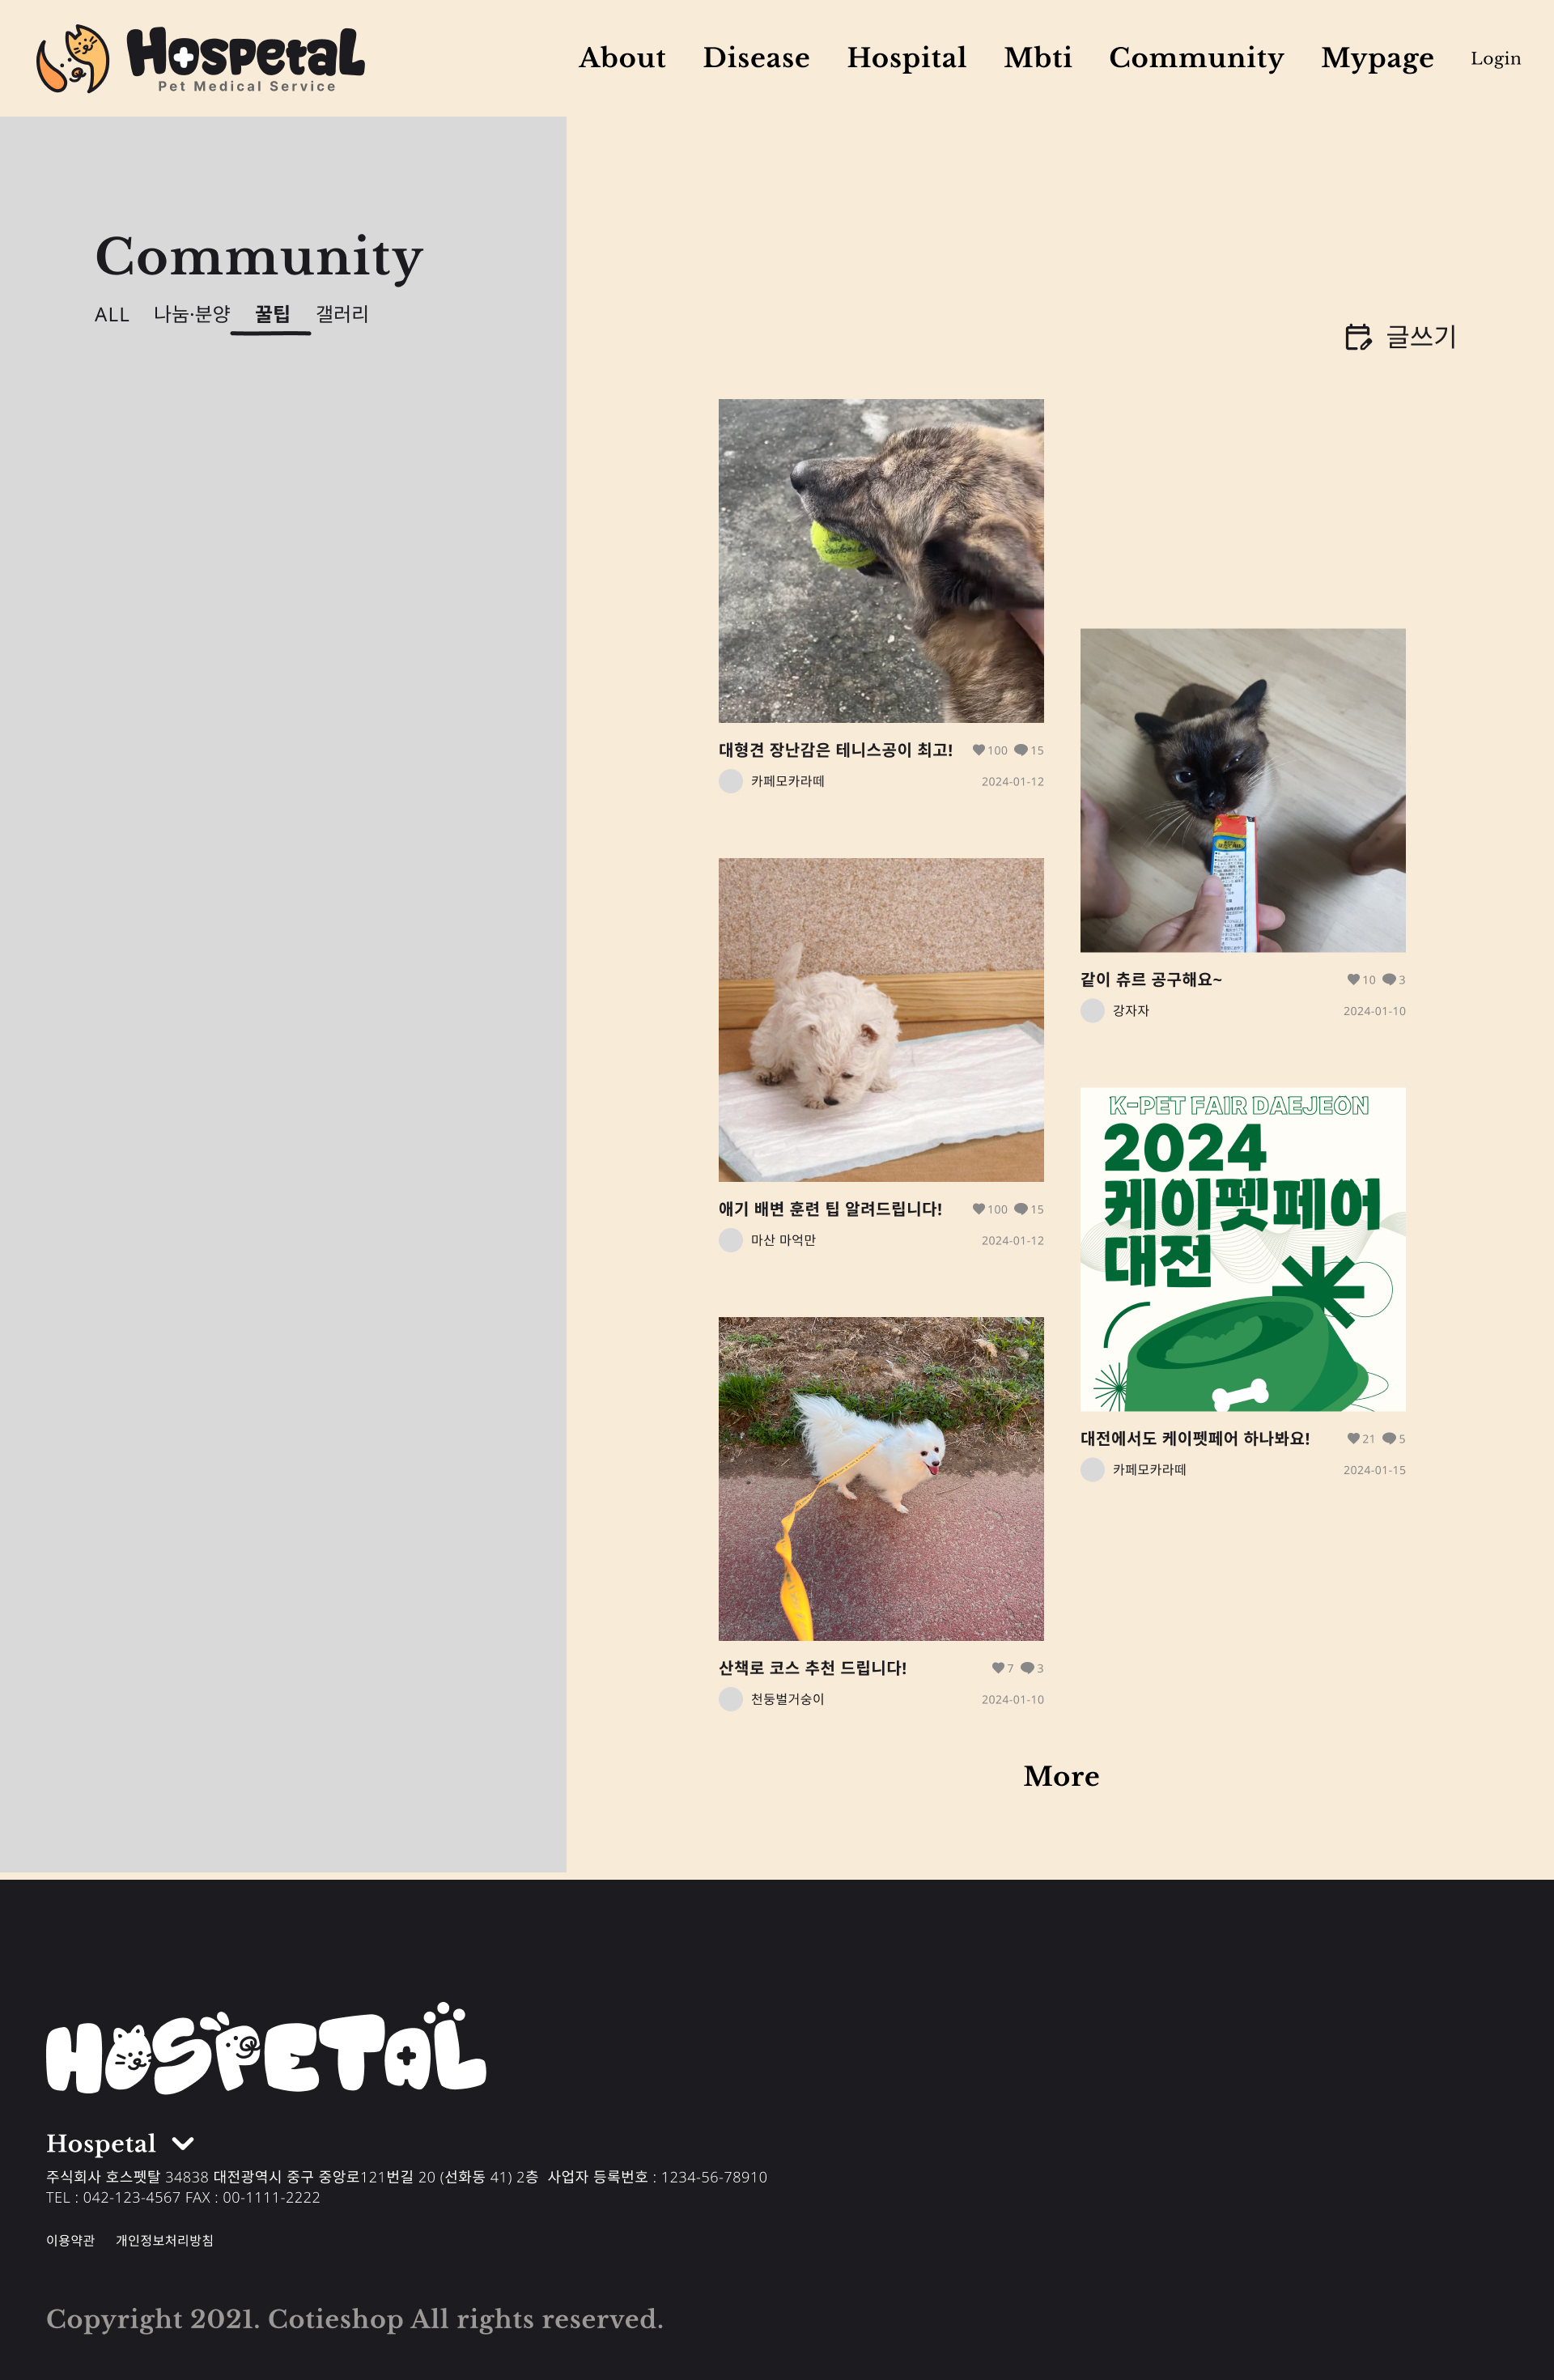 Hospetal
Pet Medical Service
About Disease Hospital Mbti Community Mypage Login
Community
ALL 나눔·분양 꿀팁 갤러리
글쓰기
대형견 장난감은 테니스공이 최고! 100 15
카페모카라떼 2024-01-12
같이 츄르 공구해요~ 10 3
강자자 2024-01-10
애기 배변 훈련 팁 알려드립니다! 100 15
마산 마억만 2024-01-12
K-PET FAIR DAEJEON
2024
케이펫페어
대전
대전에서도 케이펫페어 하나봐요! 21 5
카페모카라떼 2024-01-15
산책로 코스 추천 드립니다! 7 3
천둥벌거숭이 2024-01-10
More
HOSPETAL
Hospetal
주식회사 호스펫탈 34838 대전광역시 중구 중앙로121번길 20 (선화동 41) 2층 사업자 등록번호 : 1234-56-78910
TEL : 042-123-4567 FAX : 00-1111-2222
이용약관 개인정보처리방침
Copyright 2021. Cotieshop All rights reserved.